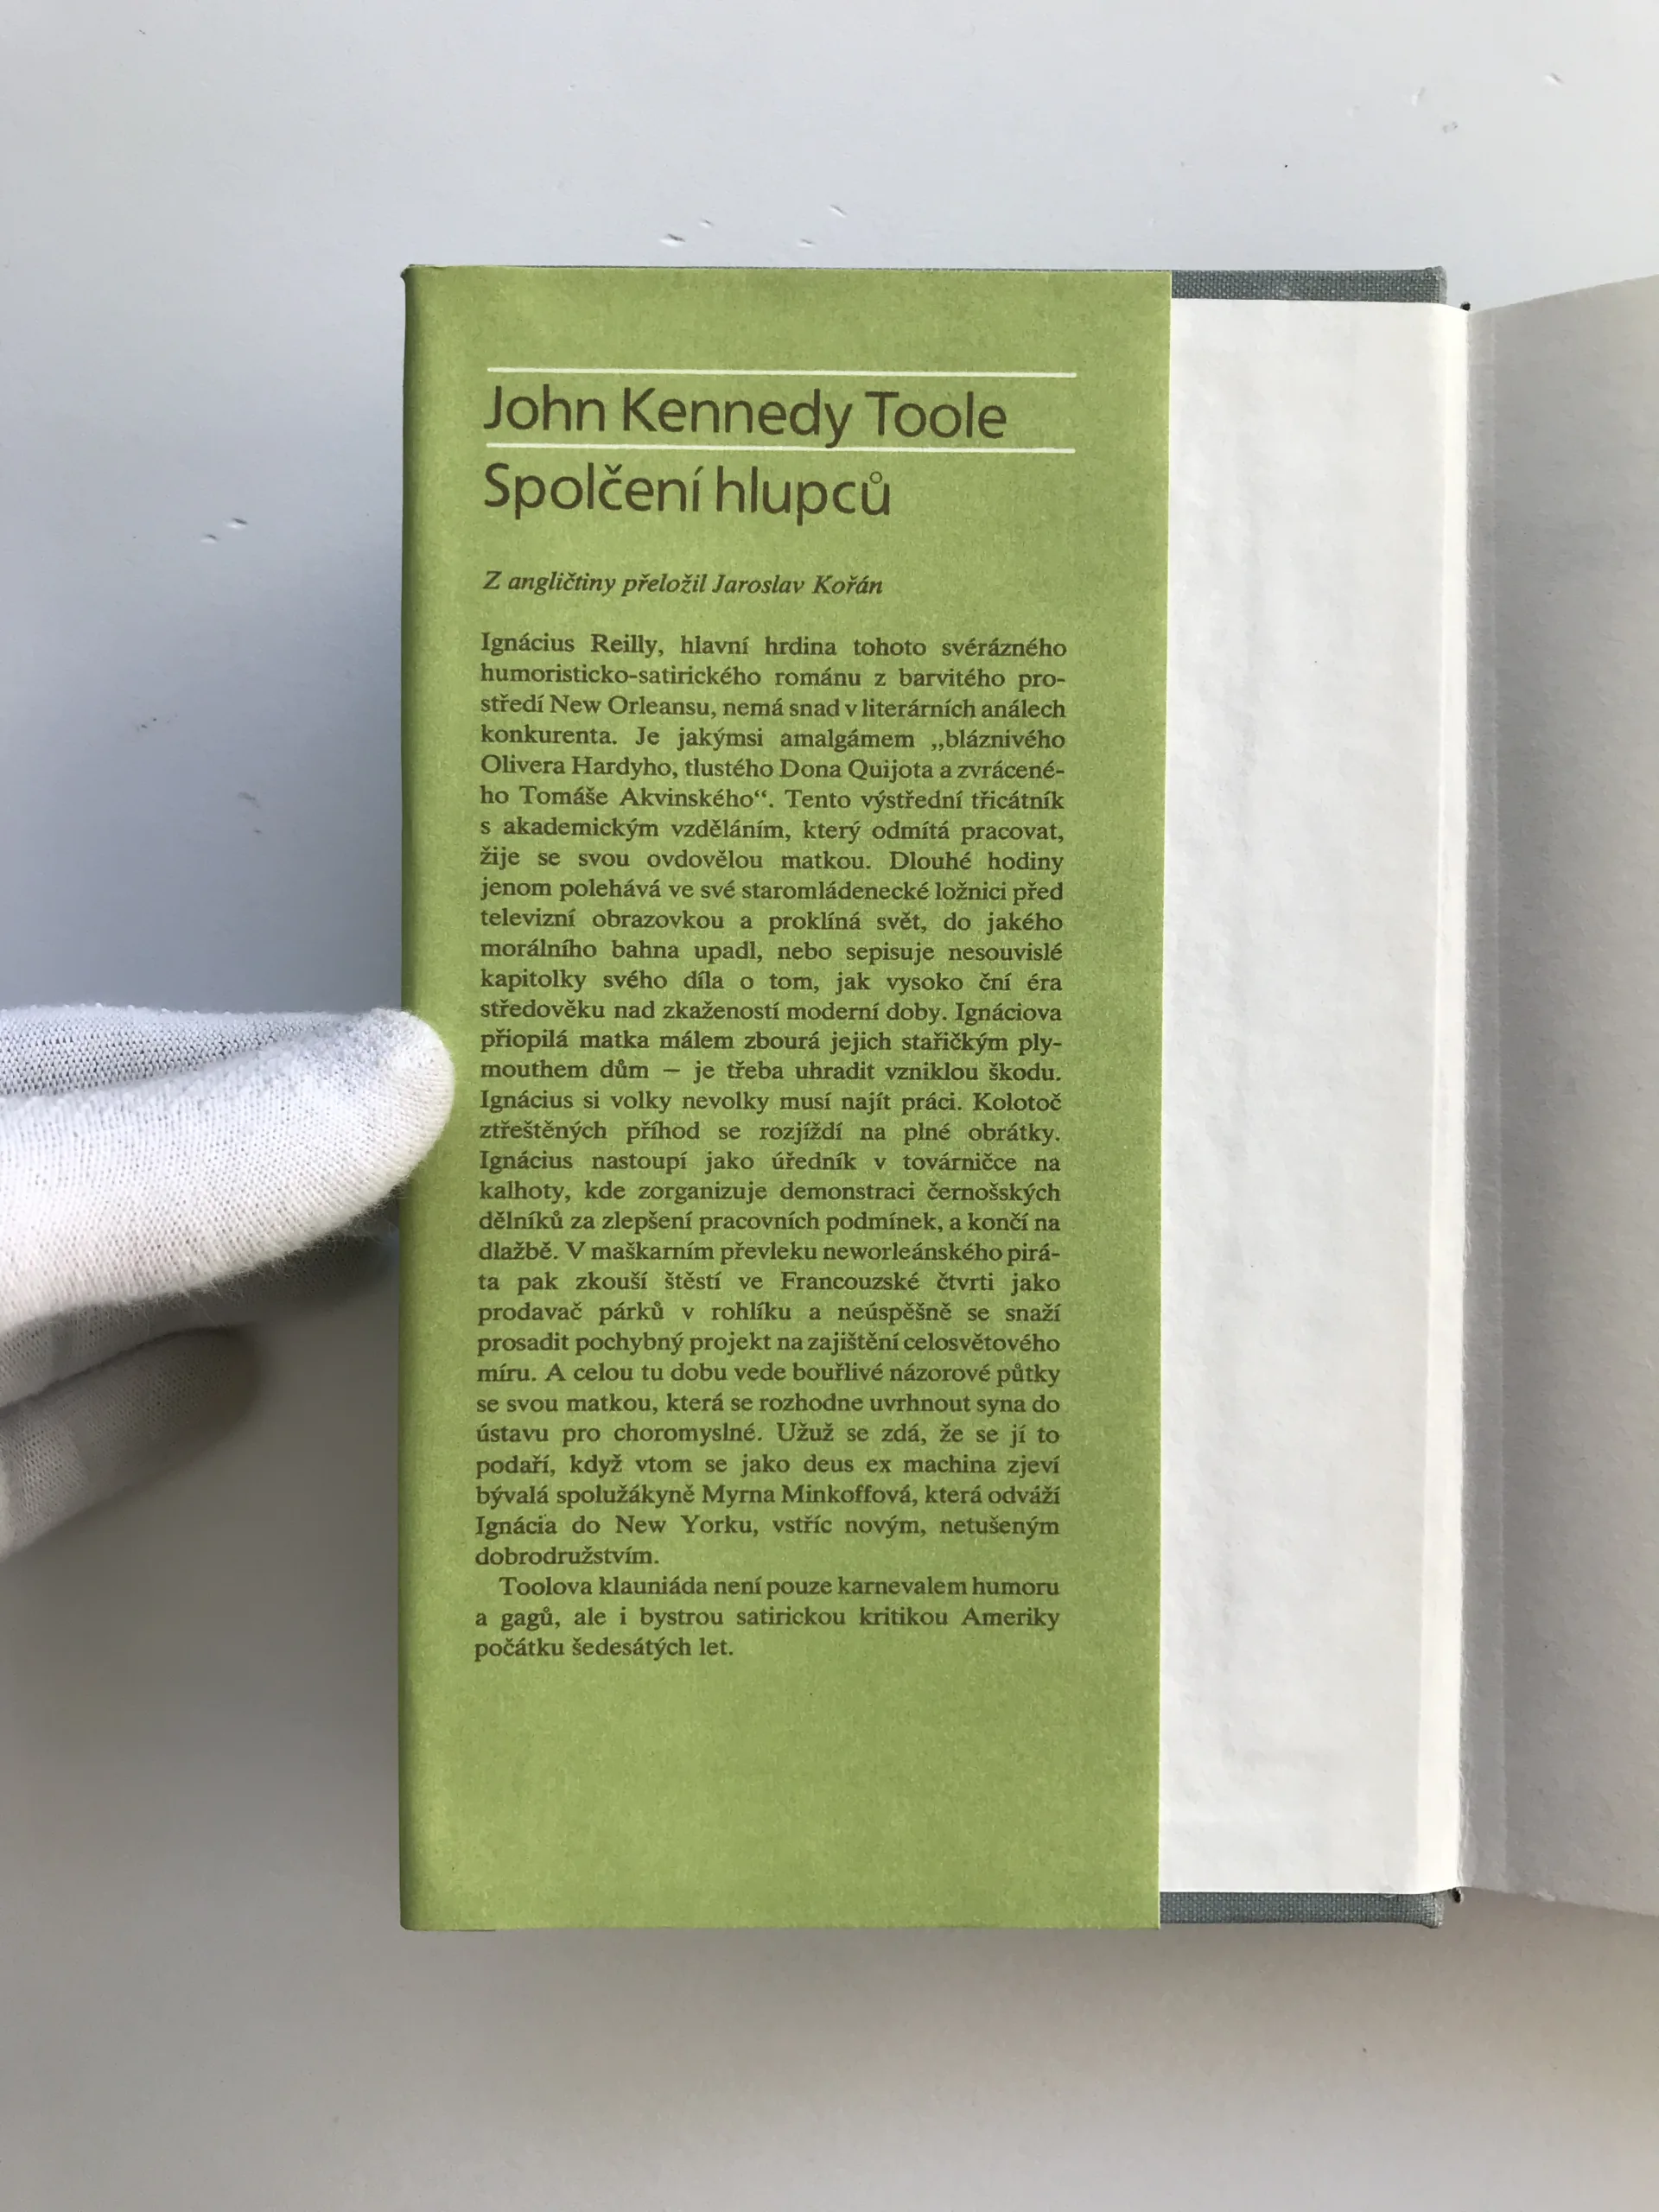 John Kennedy Toole
Spolčení hlupců
Z angličtiny přeložil Jaroslav Kořán
Ignácius Reilly, hlavní hrdina tohoto svérázného
humoristicko-satirického románu z barvitého pro-
středí New Orleansu, nemá snad v literárních análech
konkurenta. Je jakýmsi amalgámem „bláznivého
Olivera Hardyho, tlustého Dona Quijota a zvrácené-
ho Tomáše Akvinského“. Tento výstřední třicátník
s akademickým vzděláním, který odmítá pracovat,
žije se svou ovdovělou matkou. Dlouhé hodiny
jenom polehává ve své staromládenecké ložnici před
televizní obrazovkou a proklíná svět, do jakého
morálního bahna upadl, nebo sepisuje nesouvislé
kapitolky svého díla o tom, jak vysoko ční éra
středověku nad zkažeností moderní doby. Ignáciova
přiopilá matka málem zbourá jejich stařičkým ply-
mouthem dům — je třeba uhradit vzniklou škodu.
Ignácius si volky nevolky musí najít práci. Kolotoč
ztřeštěných příhod se rozjíždí na plné obrátky.
Ignácius nastoupí jako úředník v továrničce na
kalhoty, kde zorganizuje demonstraci černošských
dělníků za zlepšení pracovních podmínek, a končí na
dlažbě. V maškarním převleku neworleánského pirá-
ta pak zkouší štěstí ve Francouzské čtvrti jako
prodavač párků v rohlíku a neúspěšně se snaží
prosadit pochybný projekt na zajištění celosvětového
míru. A celou tu dobu vede bouřlivé názorové půtky
se svou matkou, která se rozhodne uvrhnout syna do
ústavu pro choromyslné. Užuž se zdá, že se jí to
podaří, když vtom se jako deus ex machina zjeví
bývalá spolužákyně Myrna Minkoffová, která odváží
Ignácia do New Yorku, vstříc novým, netušeným
dobrodružstvím.
Toolova klauniáda není pouze karnevalem humoru
a gagů, ale i bystrou satirickou kritikou Ameriky
počátku šedesátých let.